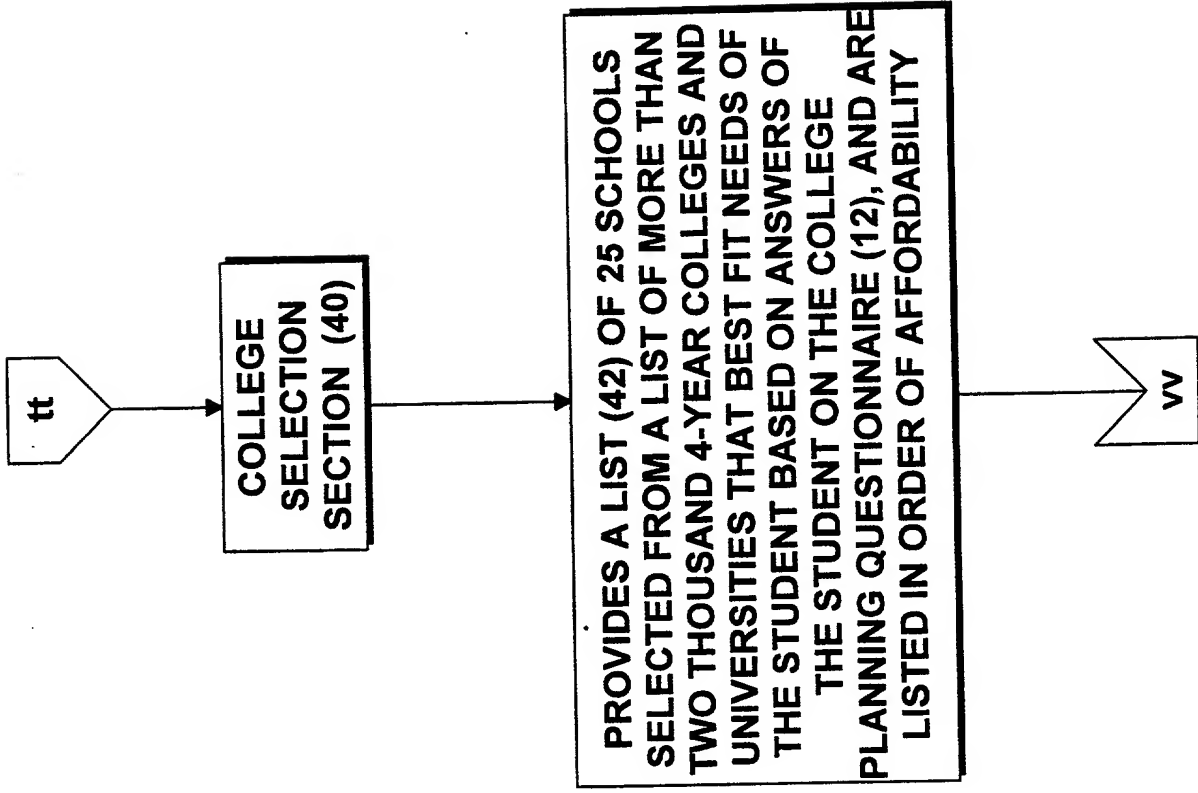 tt
COLLEGE
SELECTION
SECTION (40)
PROVIDES A LIST (42) OF 25 SCHOOLS
SELECTED FROM A LIST OF MORE THAN
TWO THOUSAND 4-YEAR COLLEGES AND
UNIVERSITIES THAT BEST FIT NEEDS OF
THE STUDENT BASED ON ANSWERS OF
THE STUDENT ON THE COLLEGE
PLANNING QUESTIONNAIRE (12), AND ARE
LISTED IN ORDER OF AFFORDABILITY
vv